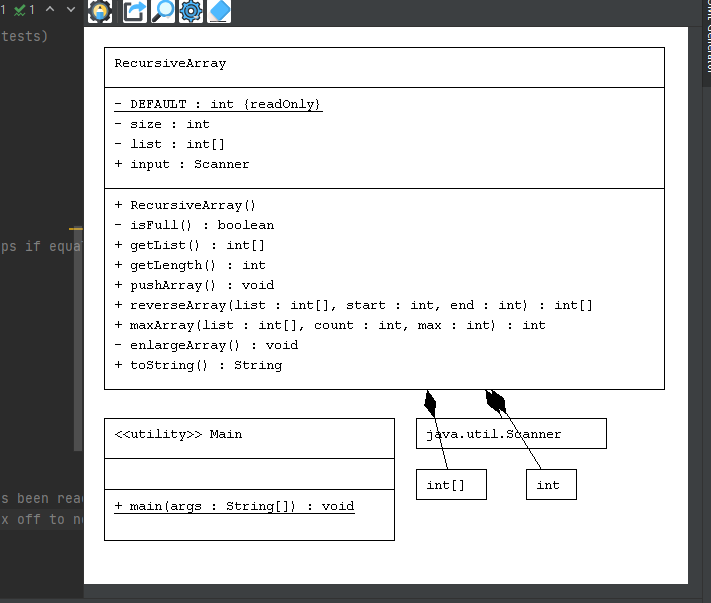 1 1
tests)
RecursiveArray
- DEFAULT : int {readOnly}
- size : int
- list : int[]
+ input : Scanner
+ RecursiveArray()
- isFull() : boolean
ps if equa
+ getList() : int[]
+ getLength() : int
+ pushArray() : void
+ reverseArray(list : int[], start : int, end : int) : int[]
+ maxArray(list : int[], count : int, max : int) : int
- enlargeArray() : void
+ toString() : String
<<utility>> Main
java.util.Scanner
int[]
int
s been read
+ main(args : String[]) : void
x off to ne